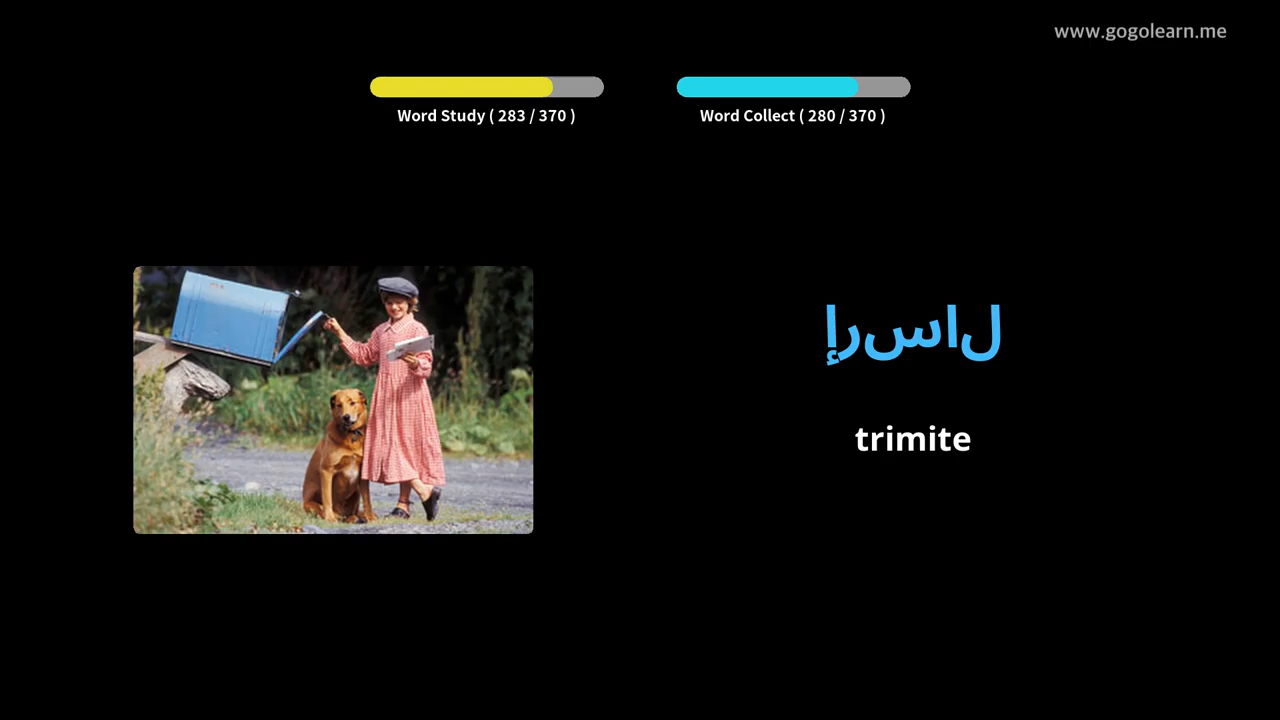 www.gogolearn.me
Word Study ( 283 / 370 )
Word Collect ( 280 / 370 )
إرسال
trimite